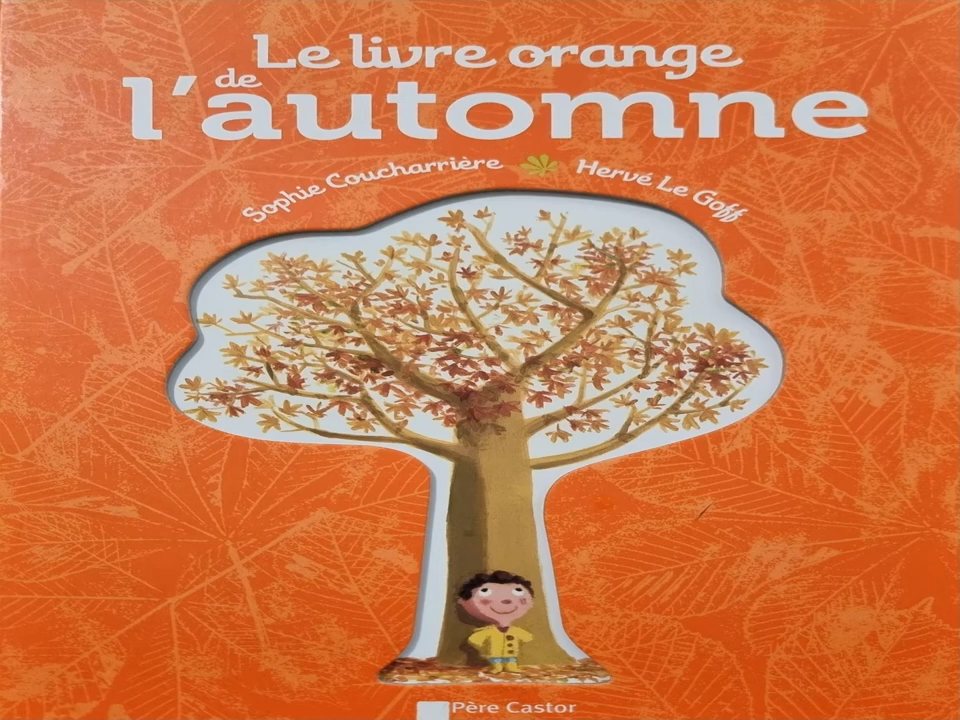 Le livre orange
de
l'automne
Sophie Coucharrière Hervé Le Goff
Père Castor